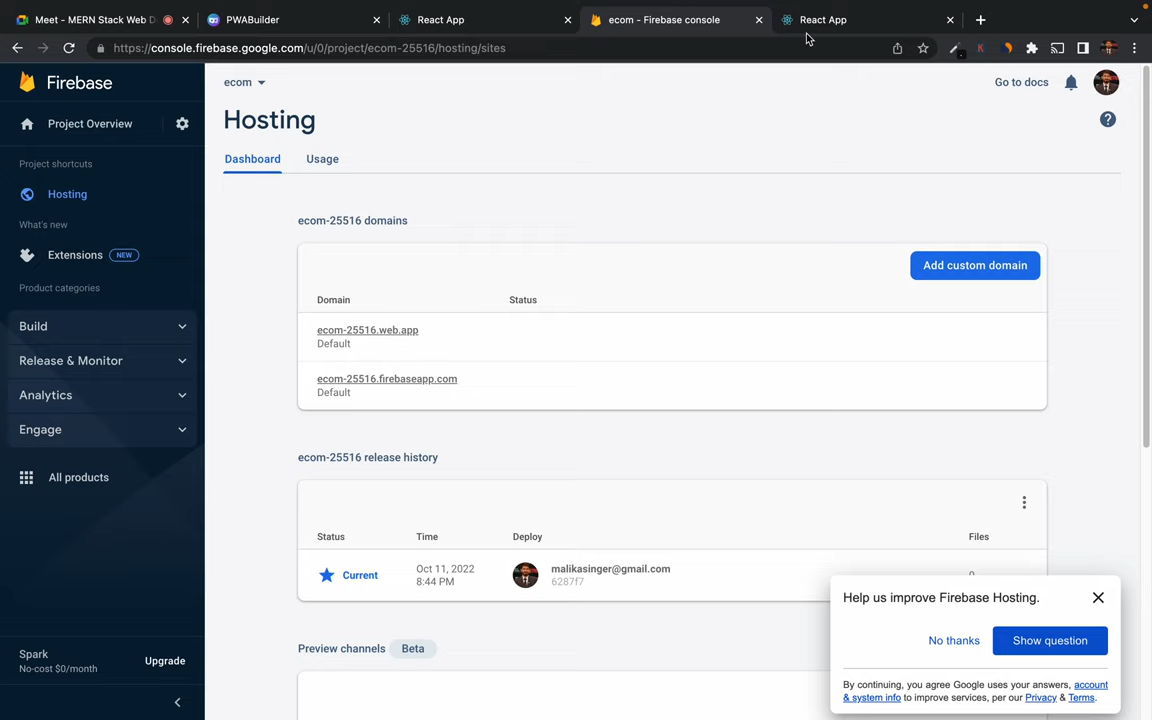 Meet - MERN Stack Web D
PWABuilder
React App
ecom - Firebase console
React App
https://console.firebase.google.com/u/0/project/ecom-25516/hosting/sites
K
Firebase
Project Overview
Project shortcuts
Hosting
What's new
Extensions NEW
Product categories
Build
Release & Monitor
Analytics
Engage
All products
Spark
No-cost $0/month
Upgrade
ecom
Go to docs
Hosting
Dashboard Usage
ecom-25516 domains
Add custom domain
Domain Status
ecom-25516.web.app
Default
ecom-25516.firebaseapp.com
Default
ecom-25516 release history
Status Time Deploy Files
Current
Oct 11, 2022
8:44 PM
malikasinger@gmail.com
6287f7
Preview channels Beta
Help us improve Firebase Hosting.
No thanks Show question
By continuing, you agree Google uses your answers, account
& system info to improve services, per our Privacy & Terms.